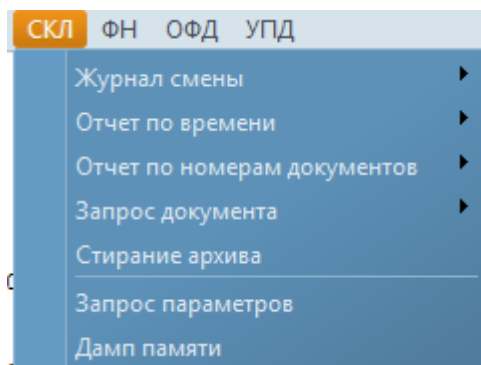 СКЛ ФН ОФД УПД
Журнал смены
Отчет по времени
Отчет по номерам документов
Запрос документа
Стирание архива
Запрос параметров
Дамп памяти